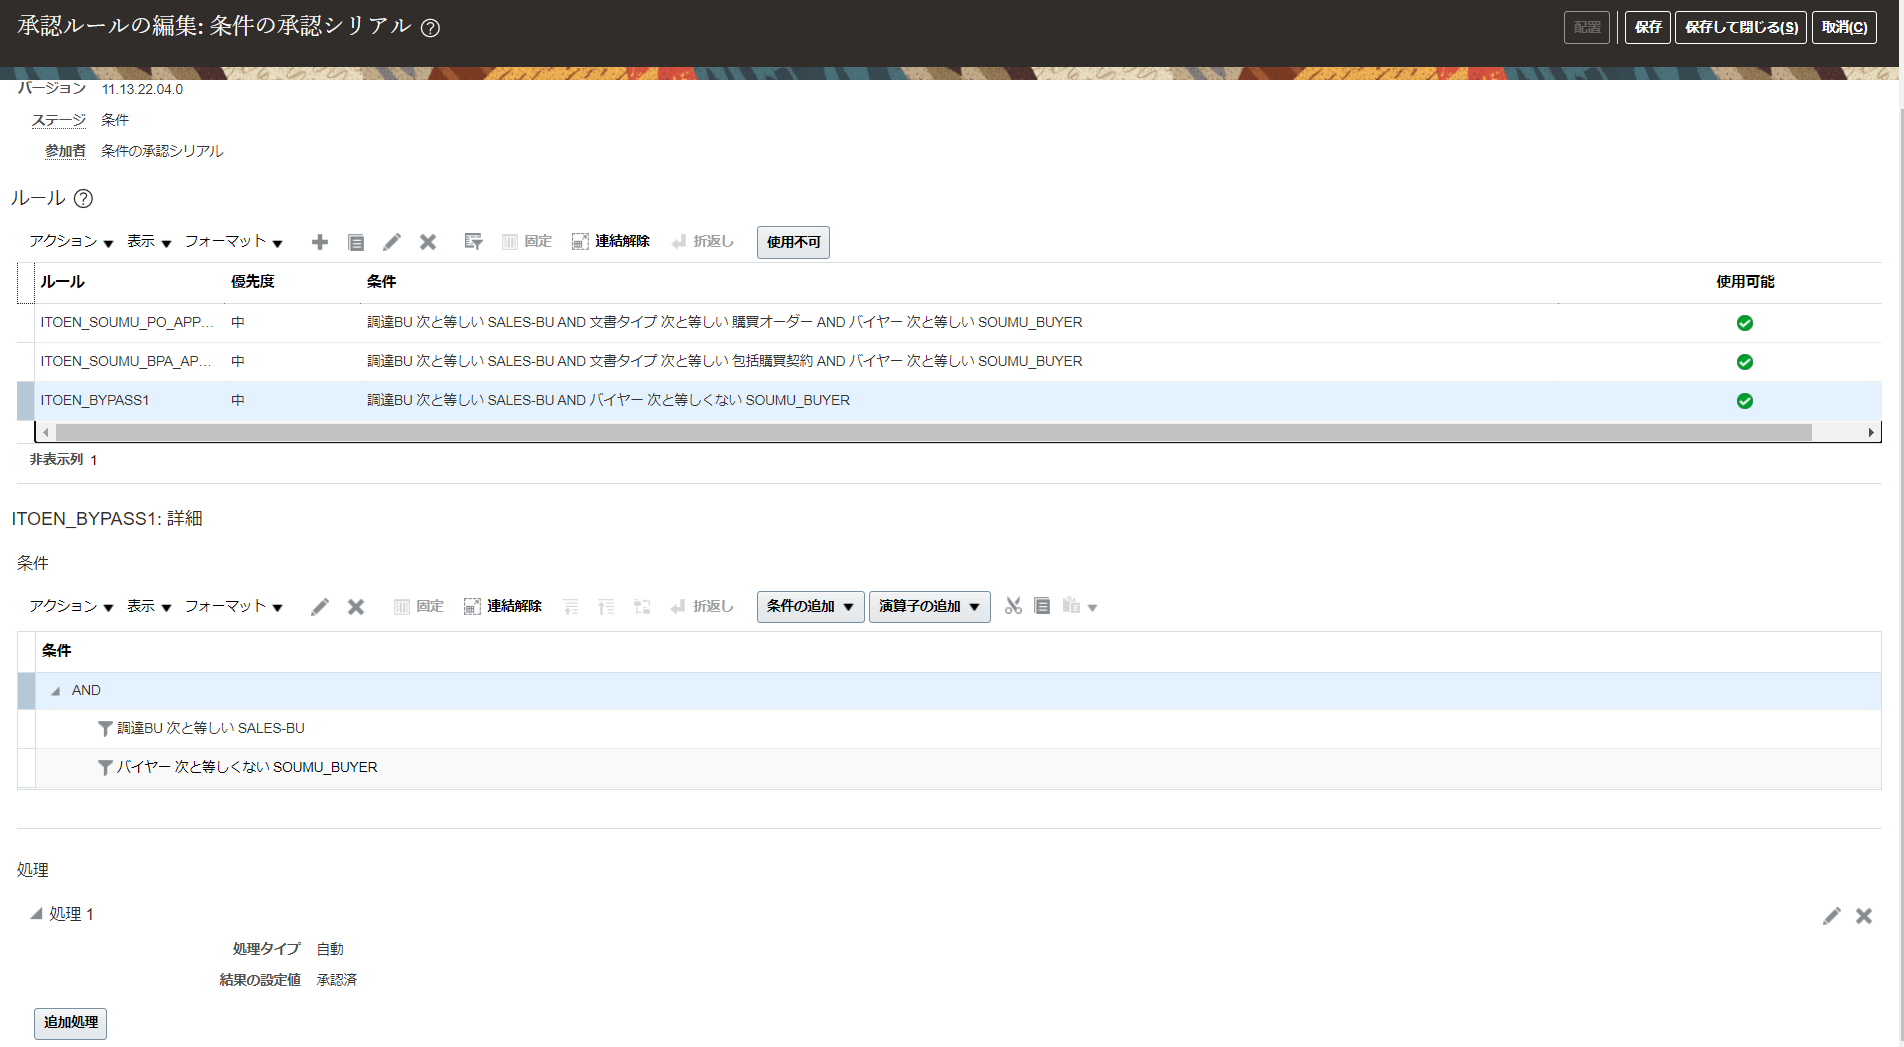 承認ルールの編集: 条件の承認シリアル ?
配置 保存 保存して閉じる(S) 取消(C)
バージョン 11.13.22.04.0
ステージ 条件
参加者 条件の承認シリアル
ルール ?
アクション 表示 フォーマット 固定 連結解除 折返し 使用不可
ルール 優先度 条件 使用可能
ITOEN_SOUMU_PO_APP... 中 調達BU 次と等しい SALES-BU AND 文書タイプ 次と等しい 購買オーダー AND バイヤー 次と等しい SOUMU_BUYER
ITOEN_SOUMU_BPA_AP... 中 調達BU 次と等しい SALES-BU AND 文書タイプ 次と等しい 包括購買契約 AND バイヤー 次と等しい SOUMU_BUYER
ITOEN_BYPASS1 中 調達BU 次と等しい SALES-BU AND バイヤー 次と等しくない SOUMU_BUYER
非表示列 1
ITOEN_BYPASS1: 詳細
条件
アクション 表示 フォーマット 固定 連結解除 折返し 条件の追加 演算子の追加
条件
AND
調達BU 次と等しい SALES-BU
バイヤー 次と等しくない SOUMU_BUYER
処理
処理 1
処理タイプ 自動
結果の設定値 承認済
追加処理